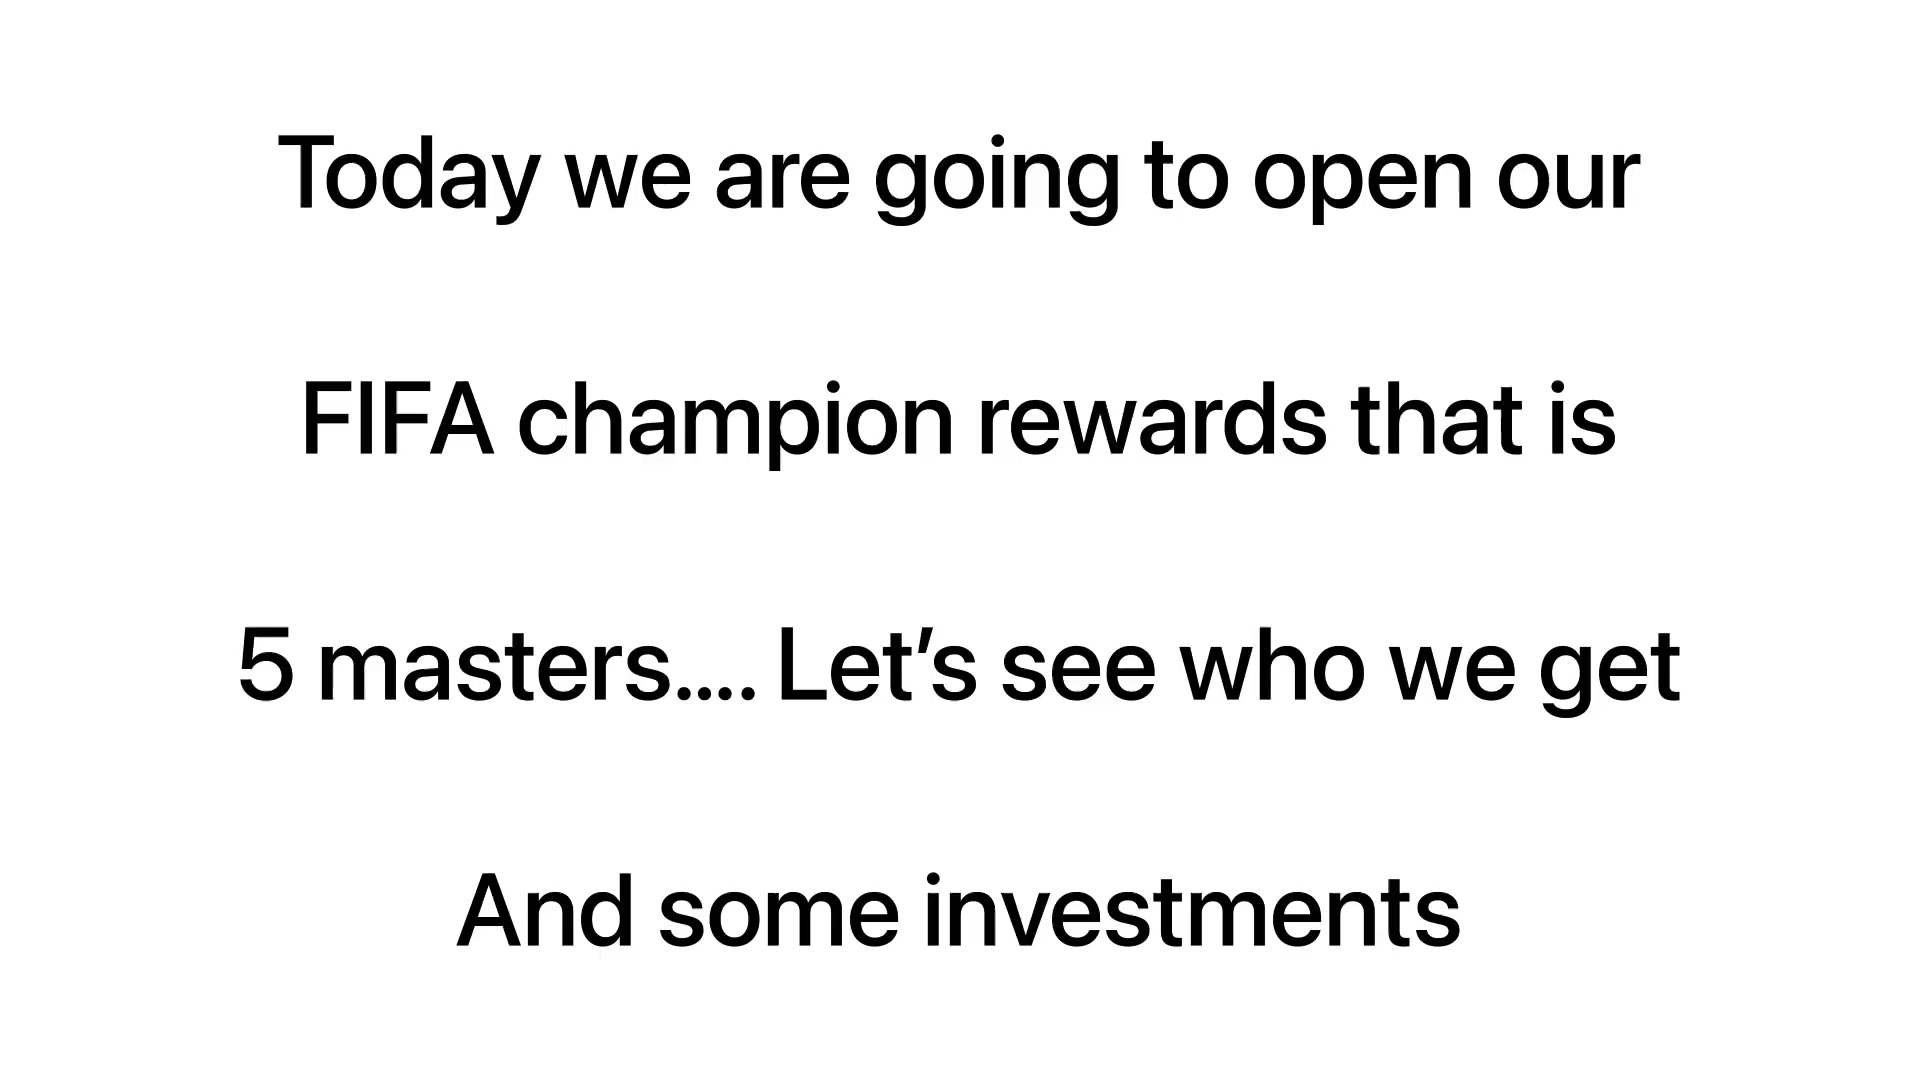 Today we are going to open our
FIFA champion rewards that is
5 masters.... Let’s see who we get
And some investments